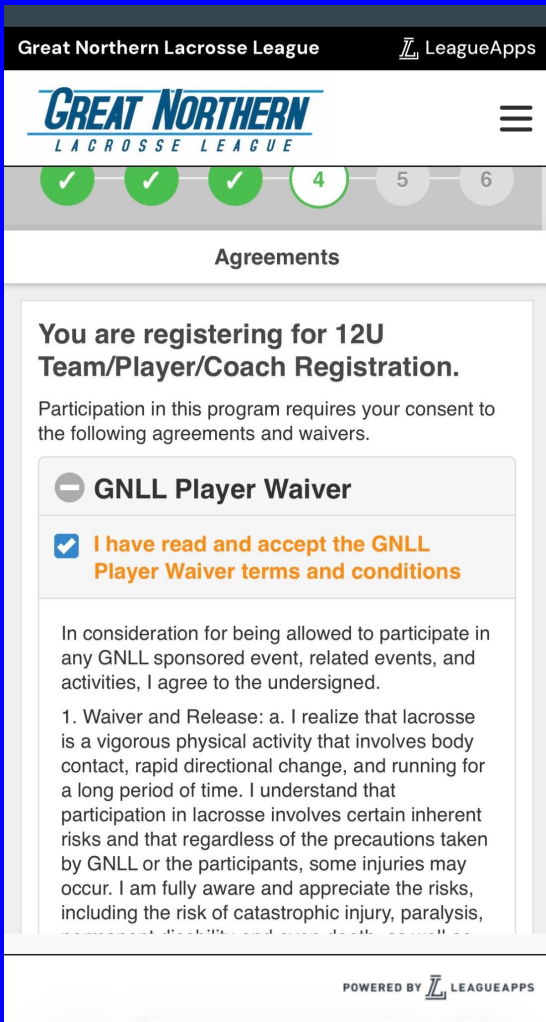 Great Northern Lacrosse League
LeagueApps
GREAT NORTHERN
LACROSSE LEAGUE
4 5 6
Agreements
You are registering for 12U
Team/Player/Coach Registration.
Participation in this program requires your consent to
the following agreements and waivers.
GNLL Player Waiver
I have read and accept the GNLL
Player Waiver terms and conditions
In consideration for being allowed to participate in
any GNLL sponsored event, related events, and
activities, I agree to the undersigned.
1. Waiver and Release: a. I realize that lacrosse
is a vigorous physical activity that involves body
contact, rapid directional change, and running for
a long period of time. I understand that
participation in lacrosse involves certain inherent
risks and that regardless of the precautions taken
by GNLL or the participants, some injuries may
occur. I am fully aware and appreciate the risks,
including the risk of catastrophic injury, paralysis,
POWERED BY LEAGUEAPPS